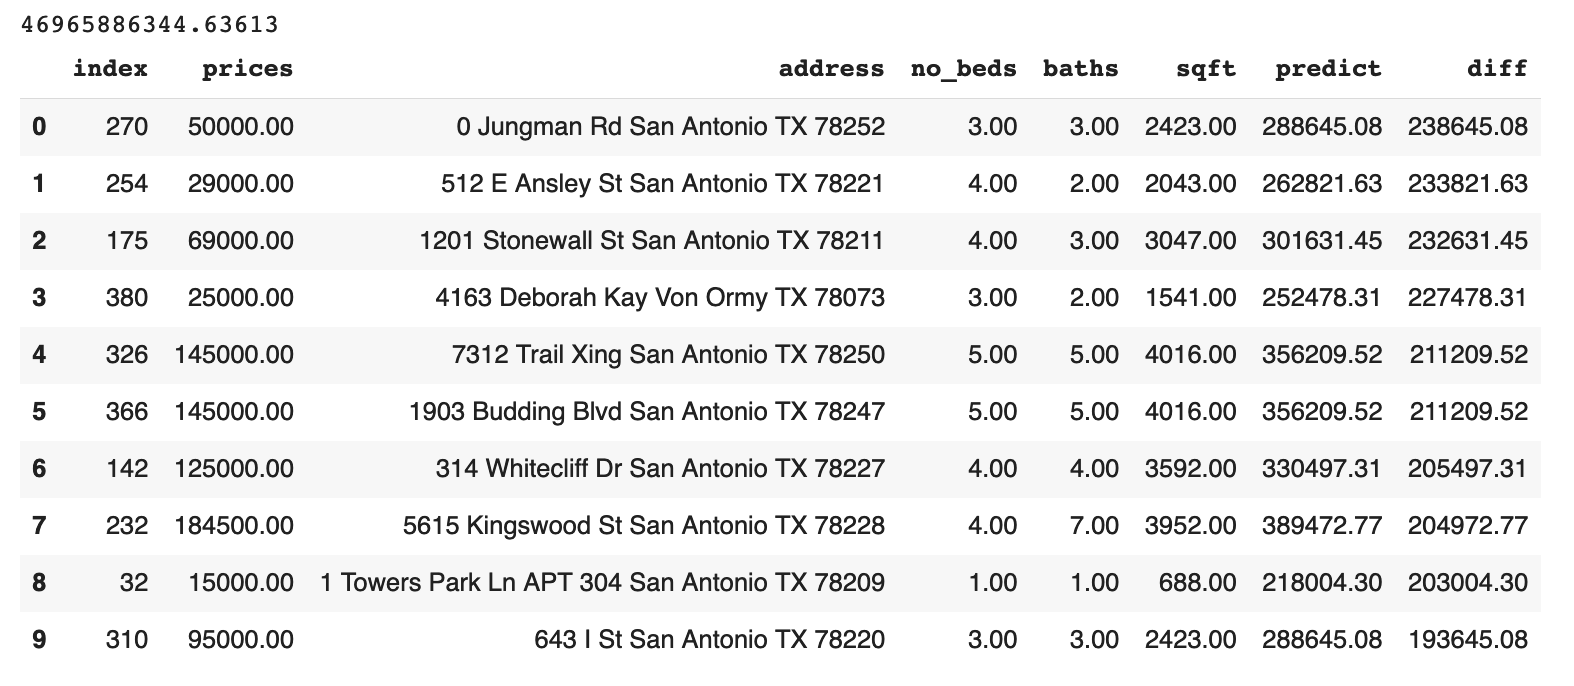 46965886344.63613
index prices address no_beds baths sqft predict diff
0 270 50000.00 0 Jungman Rd San Antonio TX 78252 3.00 3.00 2423.00 288645.08 238645.08
1 254 29000.00 512 E Ansley St San Antonio TX 78221 4.00 2.00 2043.00 262821.63 233821.63
2 175 69000.00 1201 Stonewall St San Antonio TX 78211 4.00 3.00 3047.00 301631.45 232631.45
3 380 25000.00 4163 Deborah Kay Von Ormy TX 78073 3.00 2.00 1541.00 252478.31 227478.31
4 326 145000.00 7312 Trail Xing San Antonio TX 78250 5.00 5.00 4016.00 356209.52 211209.52
5 366 145000.00 1903 Budding Blvd San Antonio TX 78247 5.00 5.00 4016.00 356209.52 211209.52
6 142 125000.00 314 Whitecliff Dr San Antonio TX 78227 4.00 4.00 3592.00 330497.31 205497.31
7 232 184500.00 5615 Kingswood St San Antonio TX 78228 4.00 7.00 3952.00 389472.77 204972.77
8 32 15000.00 1 Towers Park Ln APT 304 San Antonio TX 78209 1.00 1.00 688.00 218004.30 203004.30
9 310 95000.00 643 I St San Antonio TX 78220 3.00 3.00 2423.00 288645.08 193645.08